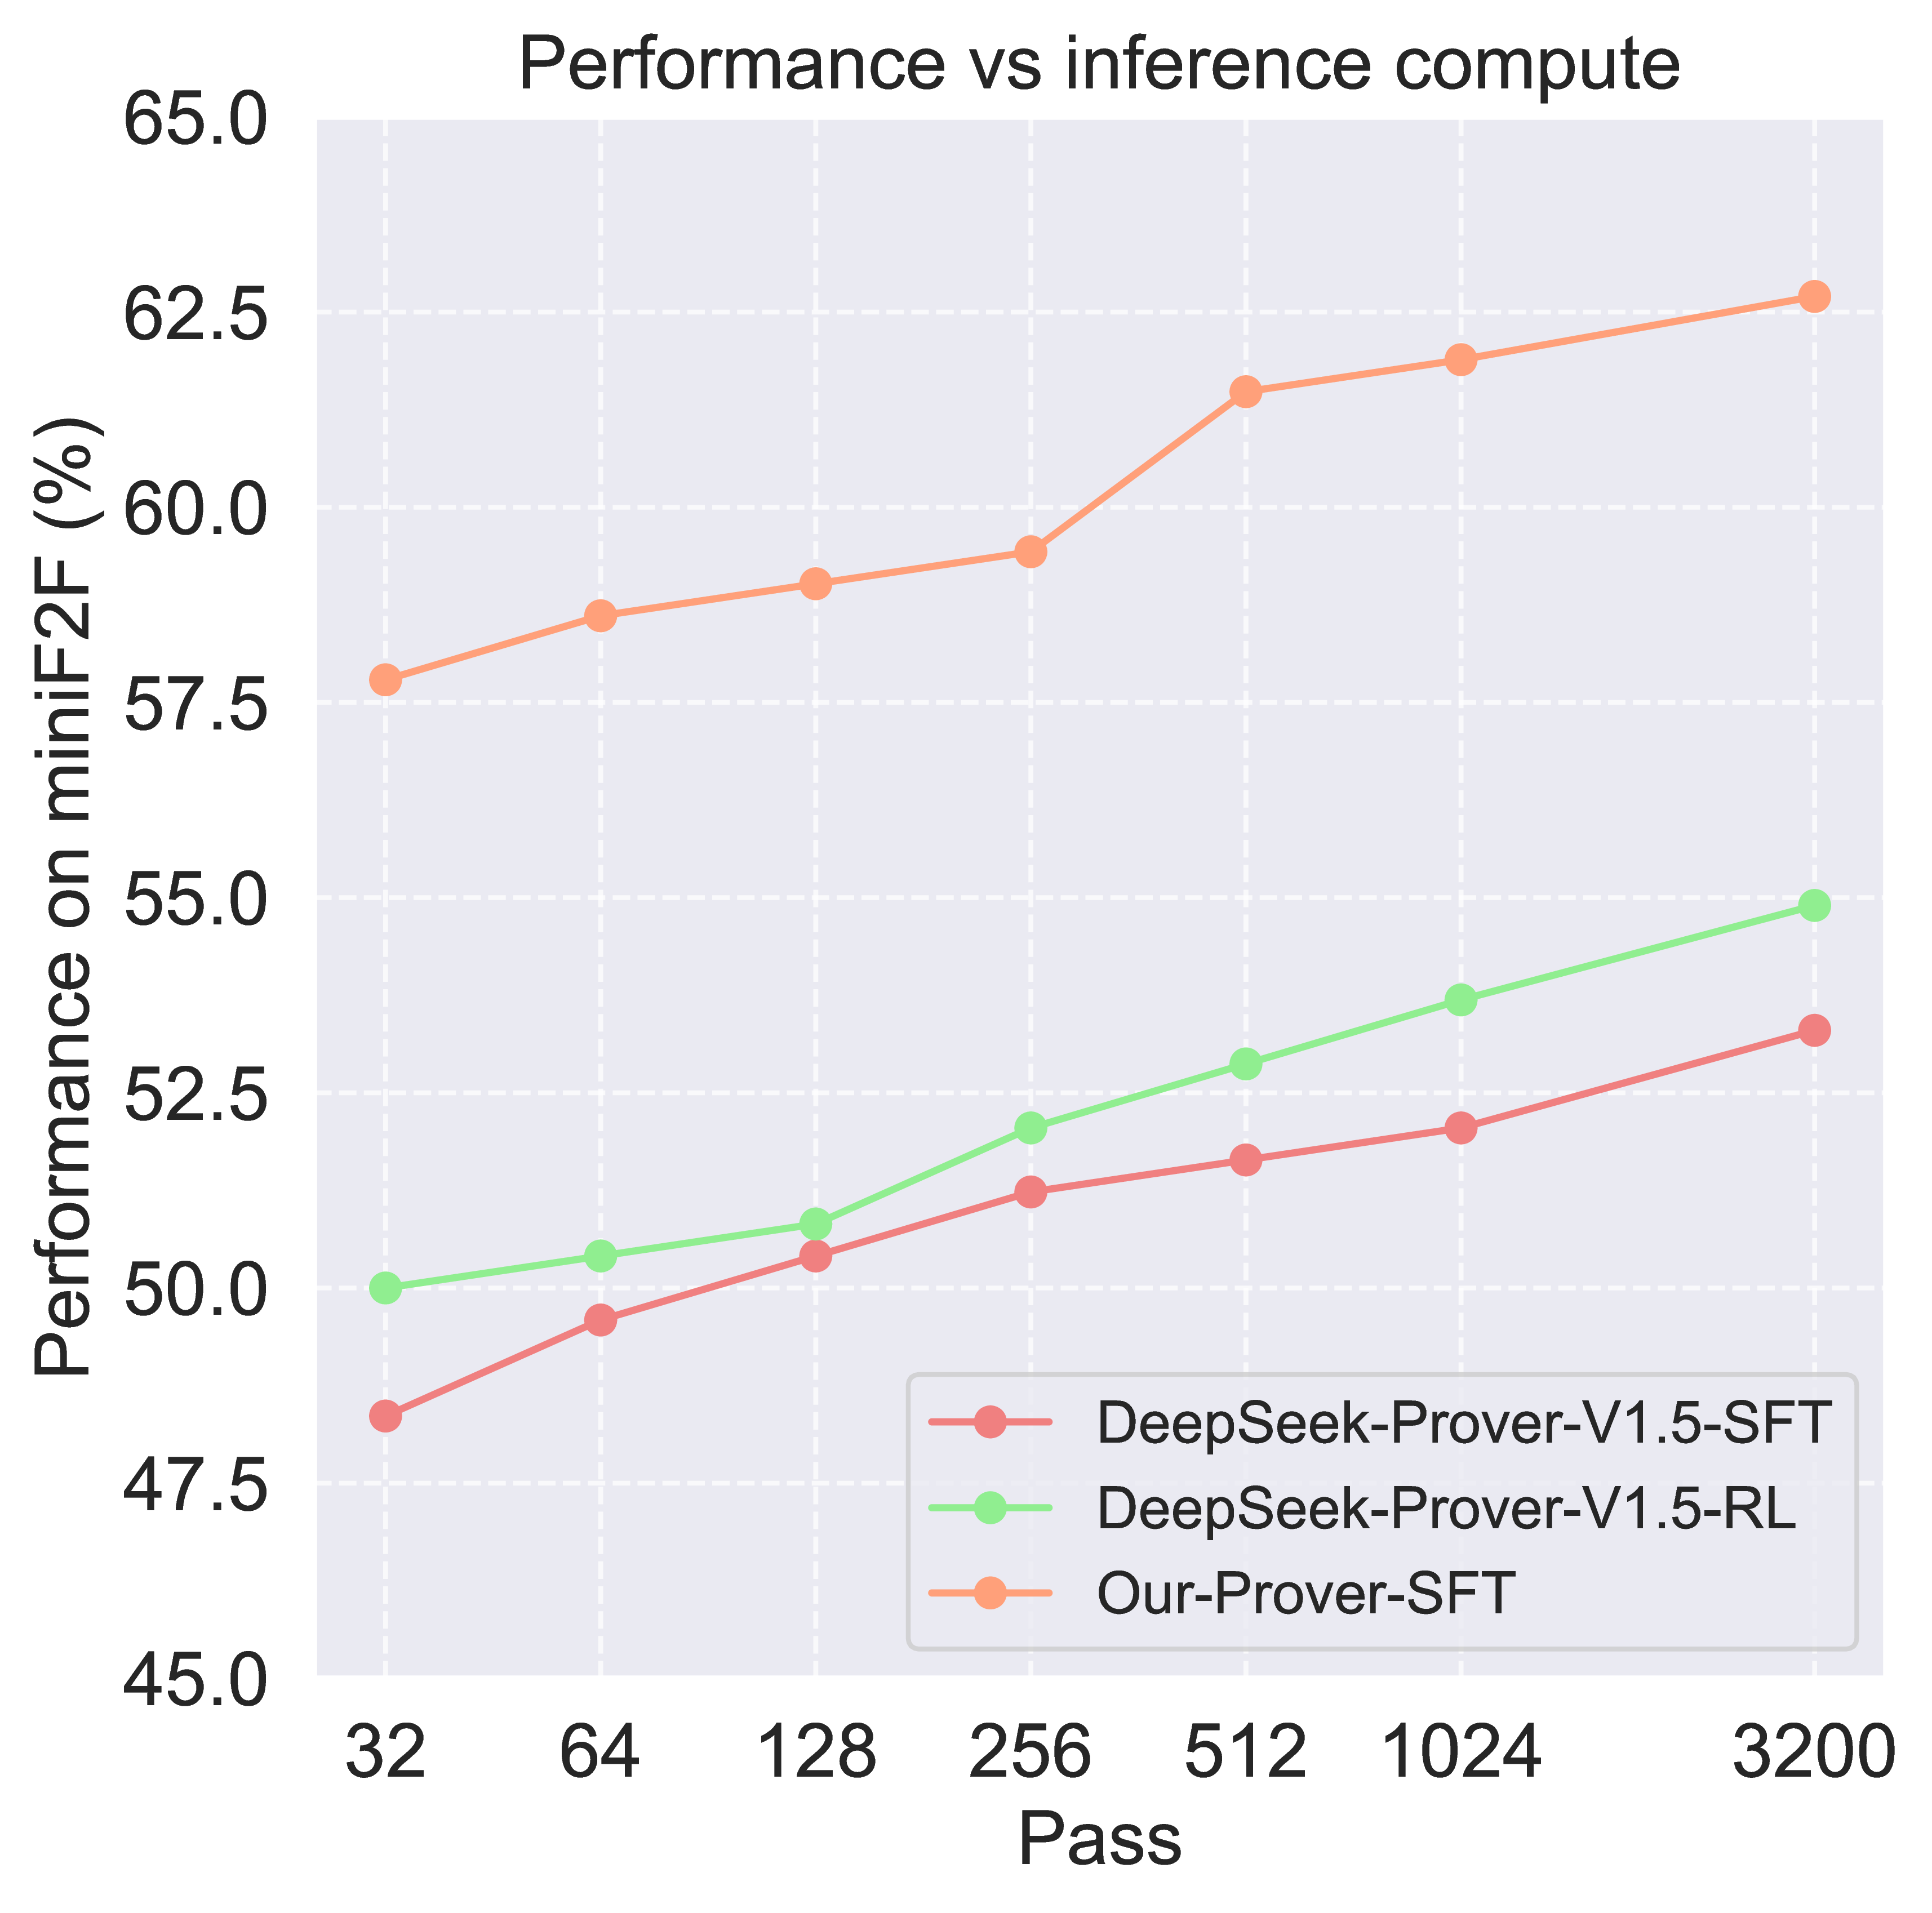 Performance vs inference compute
Performance on miniF2F (%)
65.0
62.5
60.0
57.5
55.0
52.5
50.0
47.5
45.0
DeepSeek-Prover-V1.5-SFT
DeepSeek-Prover-V1.5-RL
Our-Prover-SFT
32 64 128 256 512 1024 3200
Pass